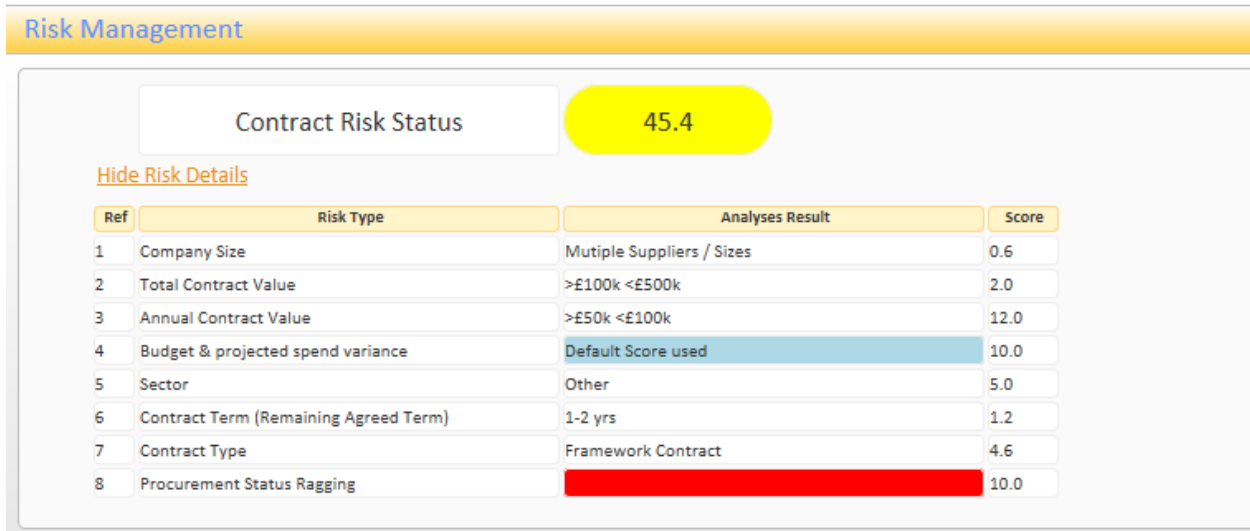 Risk Management
Contract Risk Status 45.4
Hide Risk Details
Ref Risk Type Analyses Result Score
1 Company Size Mutiple Suppliers / Sizes 0.6
2 Total Contract Value >£100k <£500k 2.0
3 Annual Contract Value >£50k <£100k 12.0
4 Budget & projected spend variance Default Score used 10.0
5 Sector Other 5.0
6 Contract Term (Remaining Agreed Term) 1-2 yrs 1.2
7 Contract Type Framework Contract 4.6
8 Procurement Status Ragging 10.0